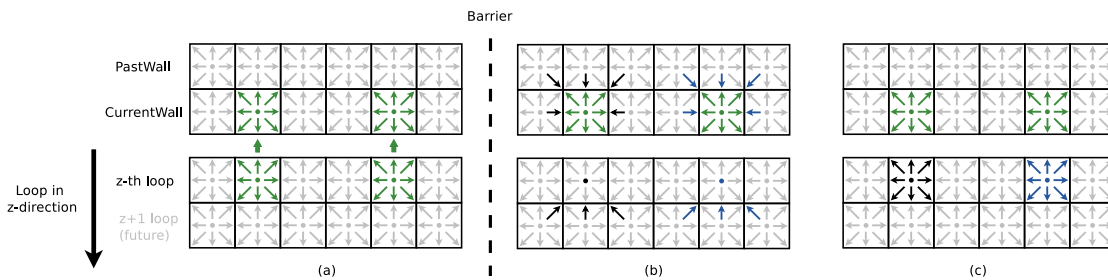 Barrier
PastWall
CurrentWall
z-th loop
Loop in
z-direction
z+1 loop
(future)
(a)
(b)
(c)